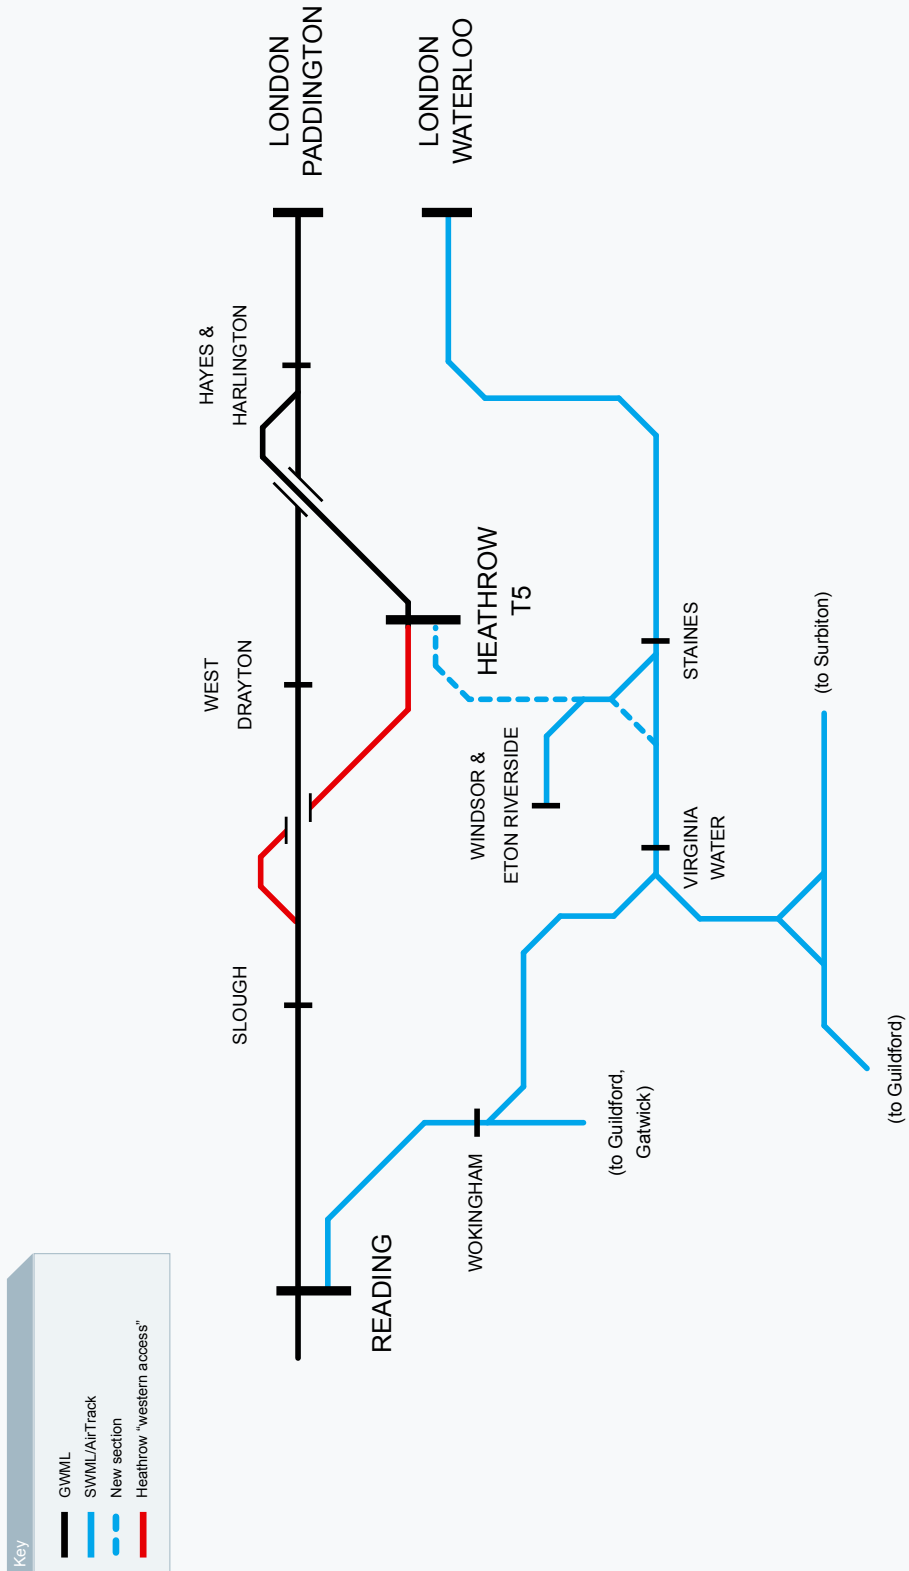 Key
GWML
SWML/AirTrack
New section
Heathrow “western access”
READING
SLOUGH
WEST
DRAYTON
HAYES &
HARLINGTON
LONDON
PADDINGTON
LONDON
WATERLOO
HEATHROW
T5
WINDSOR &
ETON RIVERSIDE
STAINES
VIRGINIA
WATER
WOKINGHAM
(to Guildford,
Gatwick)
(to Surbiton)
(to Guildford)